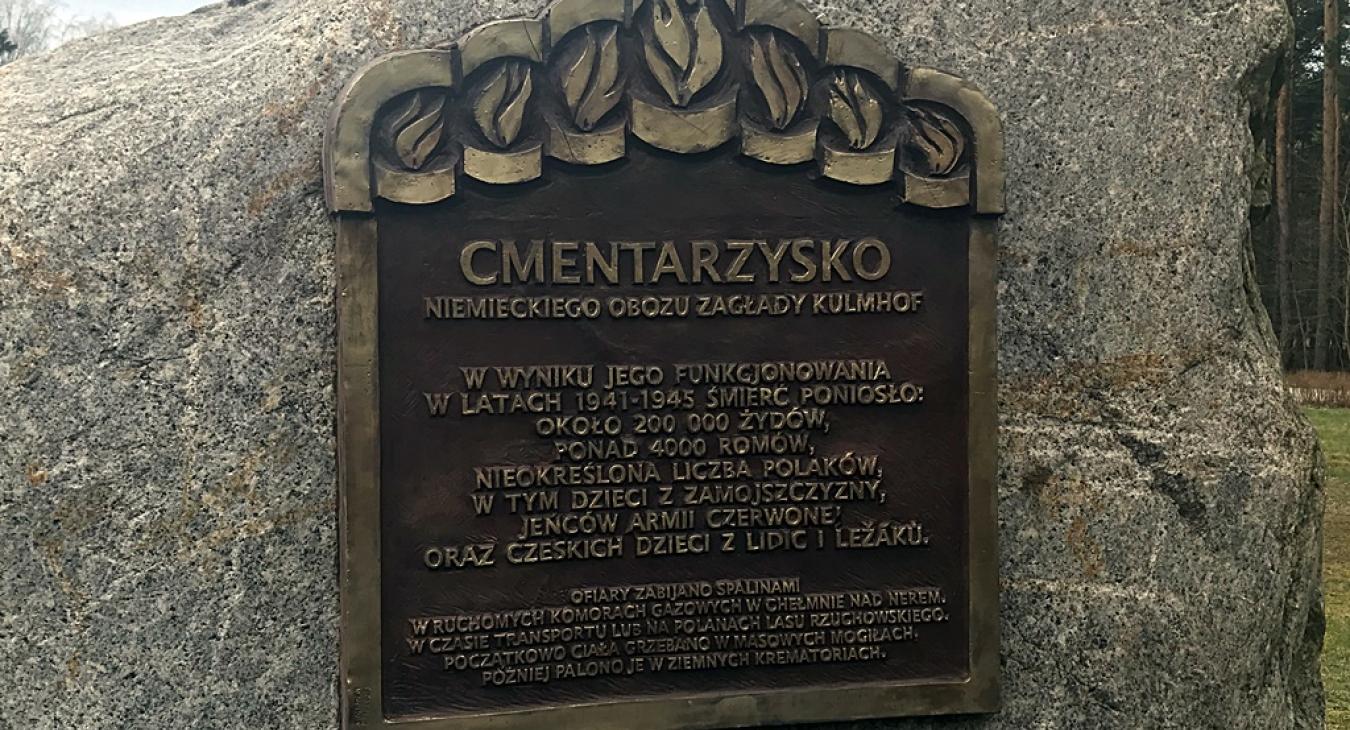 CMENTARZYSKO
NIEMIECKIEGO OBOZU ZAGŁADY KULMHOF
W WYNIKU JEGO FUNKCJONOWANIA
W LATACH 1941-1945 ŚMIERĆ PONIOSŁO:
OKOŁO 200 000 ŻYDÓW,
PONAD 4000 ROMÓW,
NIEOKREŚLONA LICZBA POLAKÓW,
W TYM DZIECI Z ZAMOJSZCZYZNY,
JEŃCÓW ARMII CZERWONEJ
ORAZ CZESKICH DZIECI Z LIDIC I LEŽÁKŮ.
OFIARY ZABIJANO SPALINAMI
W RUCHOMYCH KOMORACH GAZOWYCH W CHEŁMNIE NAD NEREM.
W CZASIE TRANSPORTU LUB NA POLANACH LASU RZUCHOWSKIEGO.
POCZĄTKOWO CIAŁA GRZEBANO W MASOWYCH MOGIŁACH.
PÓŹNIEJ PALONO JE W ZIEMNYCH KREMATORIACH.